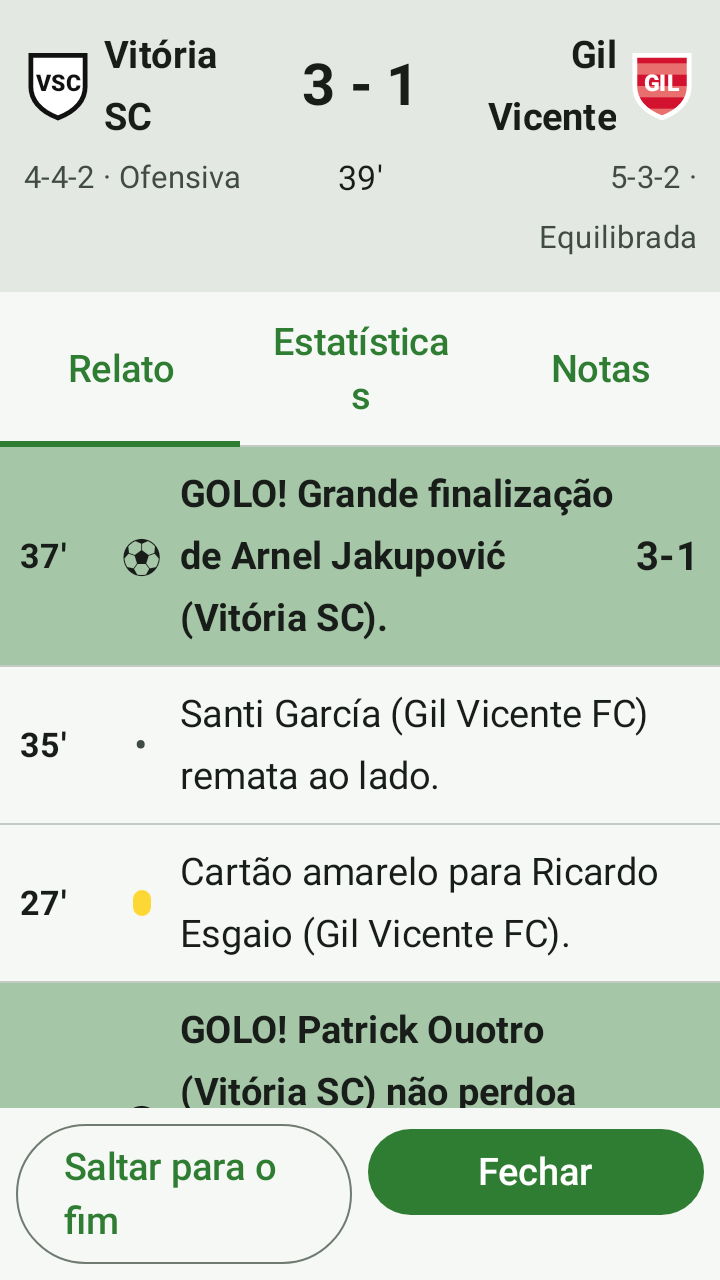 VSC
Vitória
SC
3 - 1
Gil
Vicente
GIL
4-4-2 · Ofensiva
39'
5-3-2 ·
Equilibrada
Relato
Estatística
s
Notas
GOLO! Grande finalização
37'
de Arnel Jakupović
3-1
(Vitória SC).
Santi García (Gil Vicente FC)
35'
remata ao lado.
Cartão amarelo para Ricardo
27'
Esgaio (Gil Vicente FC).
GOLO! Patrick Ouotro
(Vitória SC) não perdoa
Saltar para o
fim
Fechar